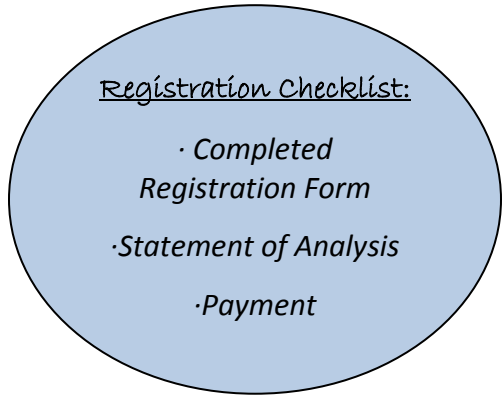 Registration Checklist:
· Completed
Registration Form
·Statement of Analysis
·Payment